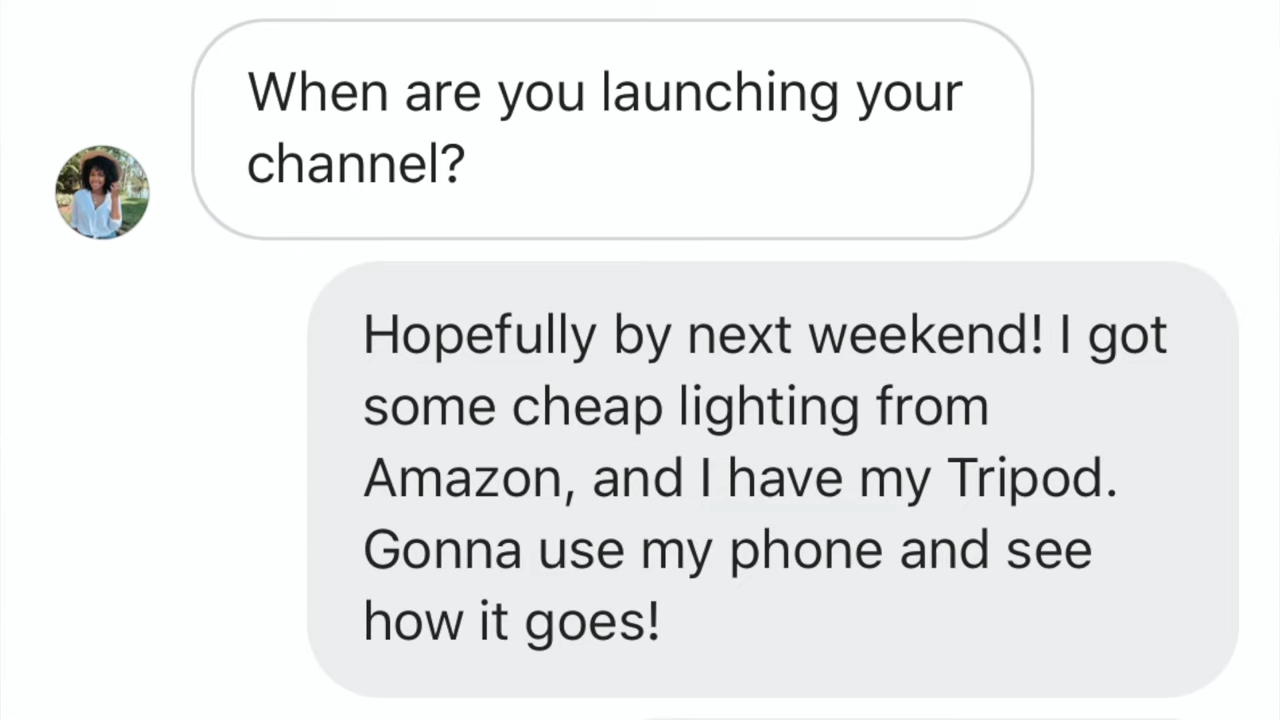 When are you launching your
channel?
Hopefully by next weekend! I got
some cheap lighting from
Amazon, and I have my Tripod.
Gonna use my phone and see
how it goes!